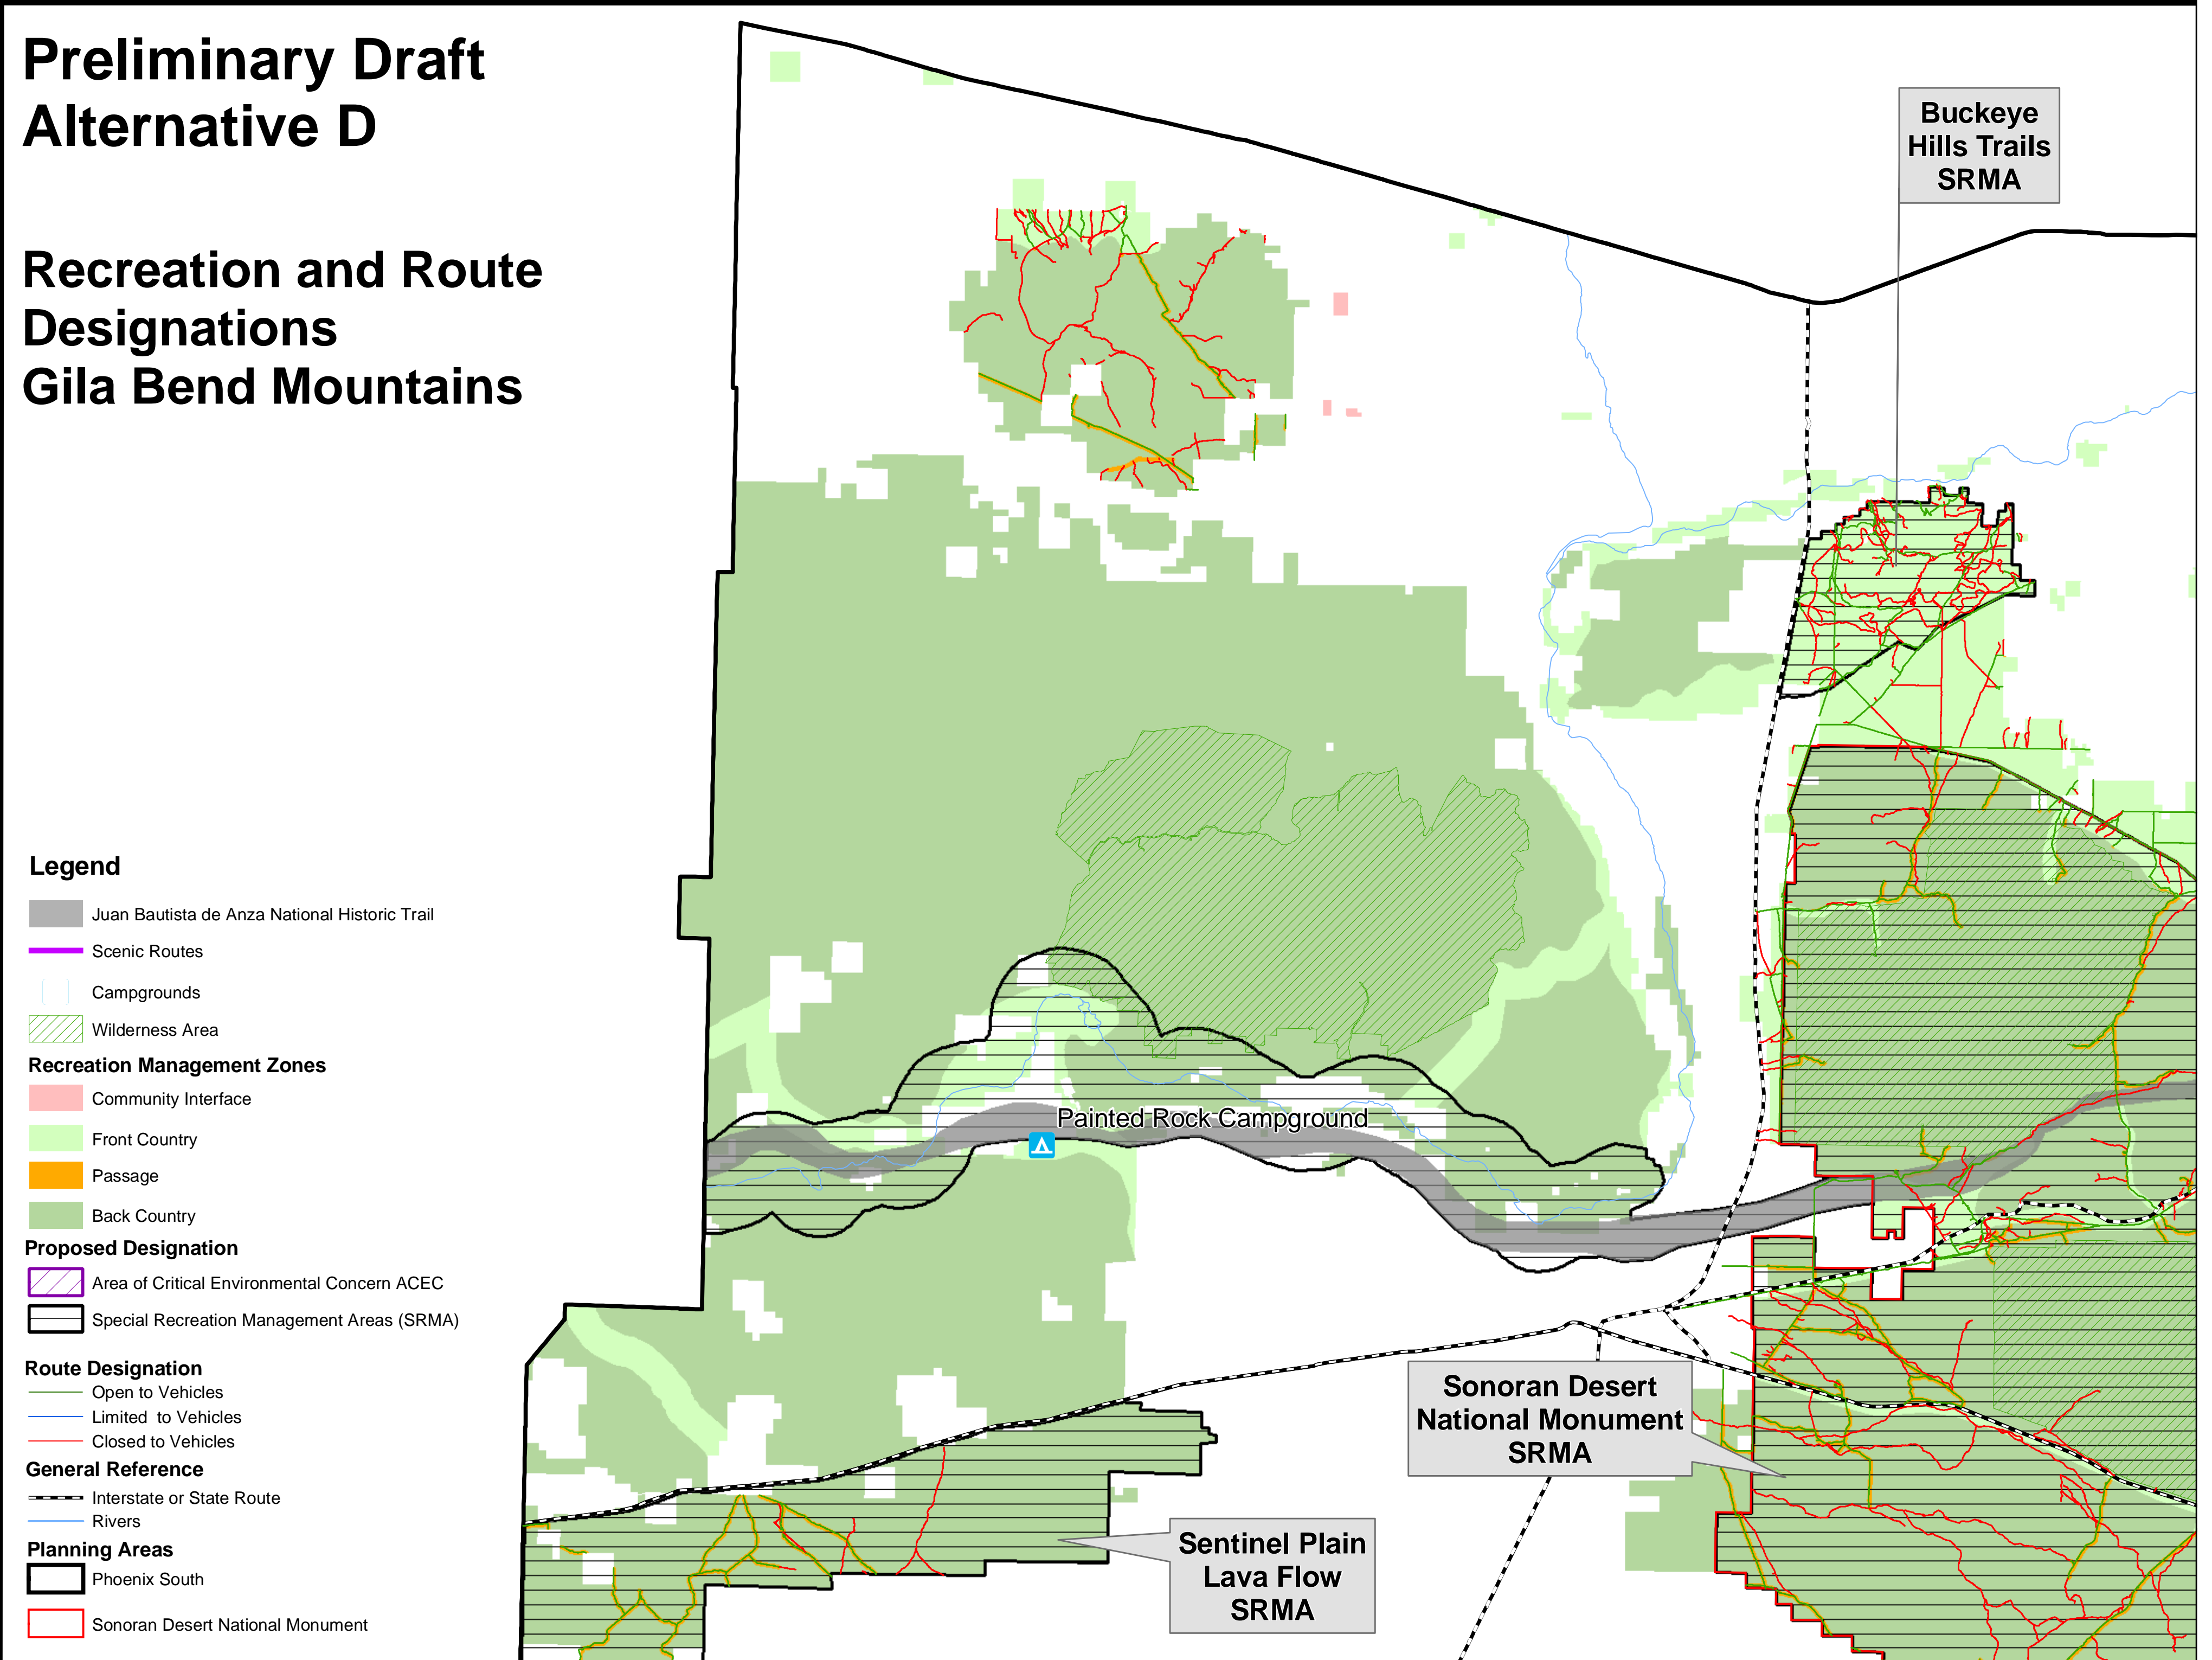 Preliminary Draft
Alternative D
Recreation and Route
Designations
Gila Bend Mountains
Buckeye
Hills Trails
SRMA
Painted Rock Campground
Sonoran Desert
National Monument
SRMA
Sentinel Plain
Lava Flow
SRMA
Legend
Juan Bautista de Anza National Historic Trail
Scenic Routes
Campgrounds
Wilderness Area
Recreation Management Zones
Community Interface
Front Country
Passage
Back Country
Proposed Designation
Area of Critical Environmental Concern ACEC
Special Recreation Management Areas (SRMA)
Route Designation
Open to Vehicles
Limited to Vehicles
Closed to Vehicles
General Reference
Interstate or State Route
Rivers
Planning Areas
Phoenix South
Sonoran Desert National Monument